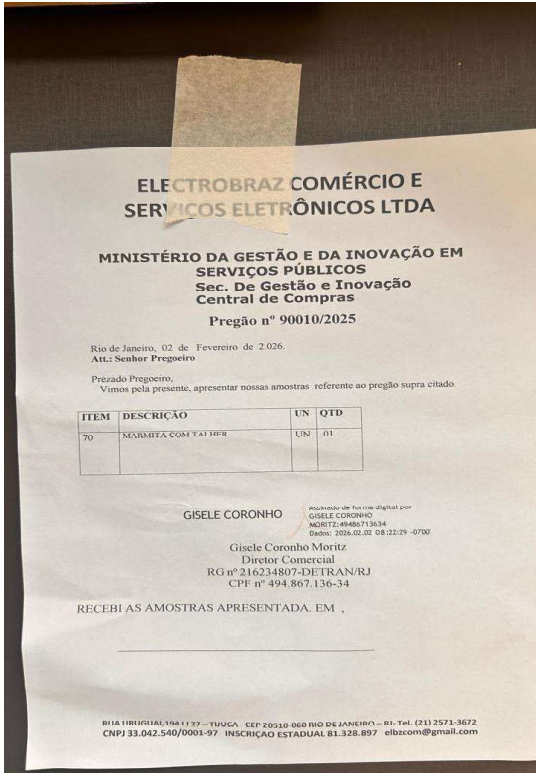 ELECTROBRAZ COMÉRCIO E
SERVIÇOS ELETRÔNICOS LTDA
MINISTÉRIO DA GESTÃO E DA INOVAÇÃO EM
SERVIÇOS PÚBLICOS
Sec. De Gestão e Inovação
Central de Compras
Pregão nº 90010/2025
Rio de Janeiro, 02 de Fevereiro de 2.026.
Att.: Senhor Pregoeiro
Prezado Pregoeiro,
Vimos pela presente, apresentar nossas amostras referente ao pregão supra citado.
ITEM DESCRIÇÃO UN QTD
70 MARMITA COM TALHER UN 01
GISELE CORONHO
Assinado de forma digital por
GISELE CORONHO
MORITZ:49486713634
Dados: 2026.02.02 08:22:29 -07'00'
Gisele Coronho Moritz
Diretor Comercial
RG nº 216234807-DETRAN/RJ
CPF nº 494.867.136-34
RECEBI AS AMOSTRAS APRESENTADA. EM ,
RUA URUGUAI, 194 – TIJUCA CEP 20510-060 RIO DE JANEIRO – RJ- Tel. (21) 2571-3672
CNPJ 33.042.540/0001-97 INSCRIÇAO ESTADUAL 81.328.897 elbzcom@gmail.com